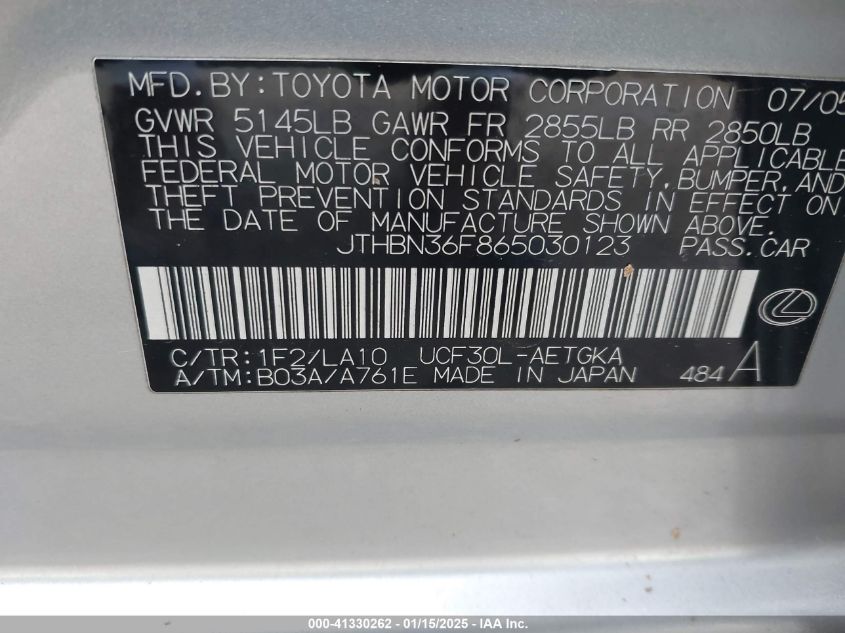 MFD. BY: TOYOTA MOTOR CORPORATION 07/05
GVWR 5145LB GAWR FR 2855LB RR 2850LB
THIS VEHICLE CONFORMS TO ALL APPLICABLE
FEDERAL MOTOR VEHICLE SAFETY, BUMPER, AND
THEFT PREVENTION STANDARDS IN EFFECT ON
THE DATE OF MANUFACTURE SHOWN ABOVE.
JTHBN36F865030123 PASS. CAR
C/TR: 1F2/LA10 UCF30L-AETGKA
A/TM: B03A/A761E MADE IN JAPAN 484 A
000-41330262 - 01/15/2025 - IAA Inc.